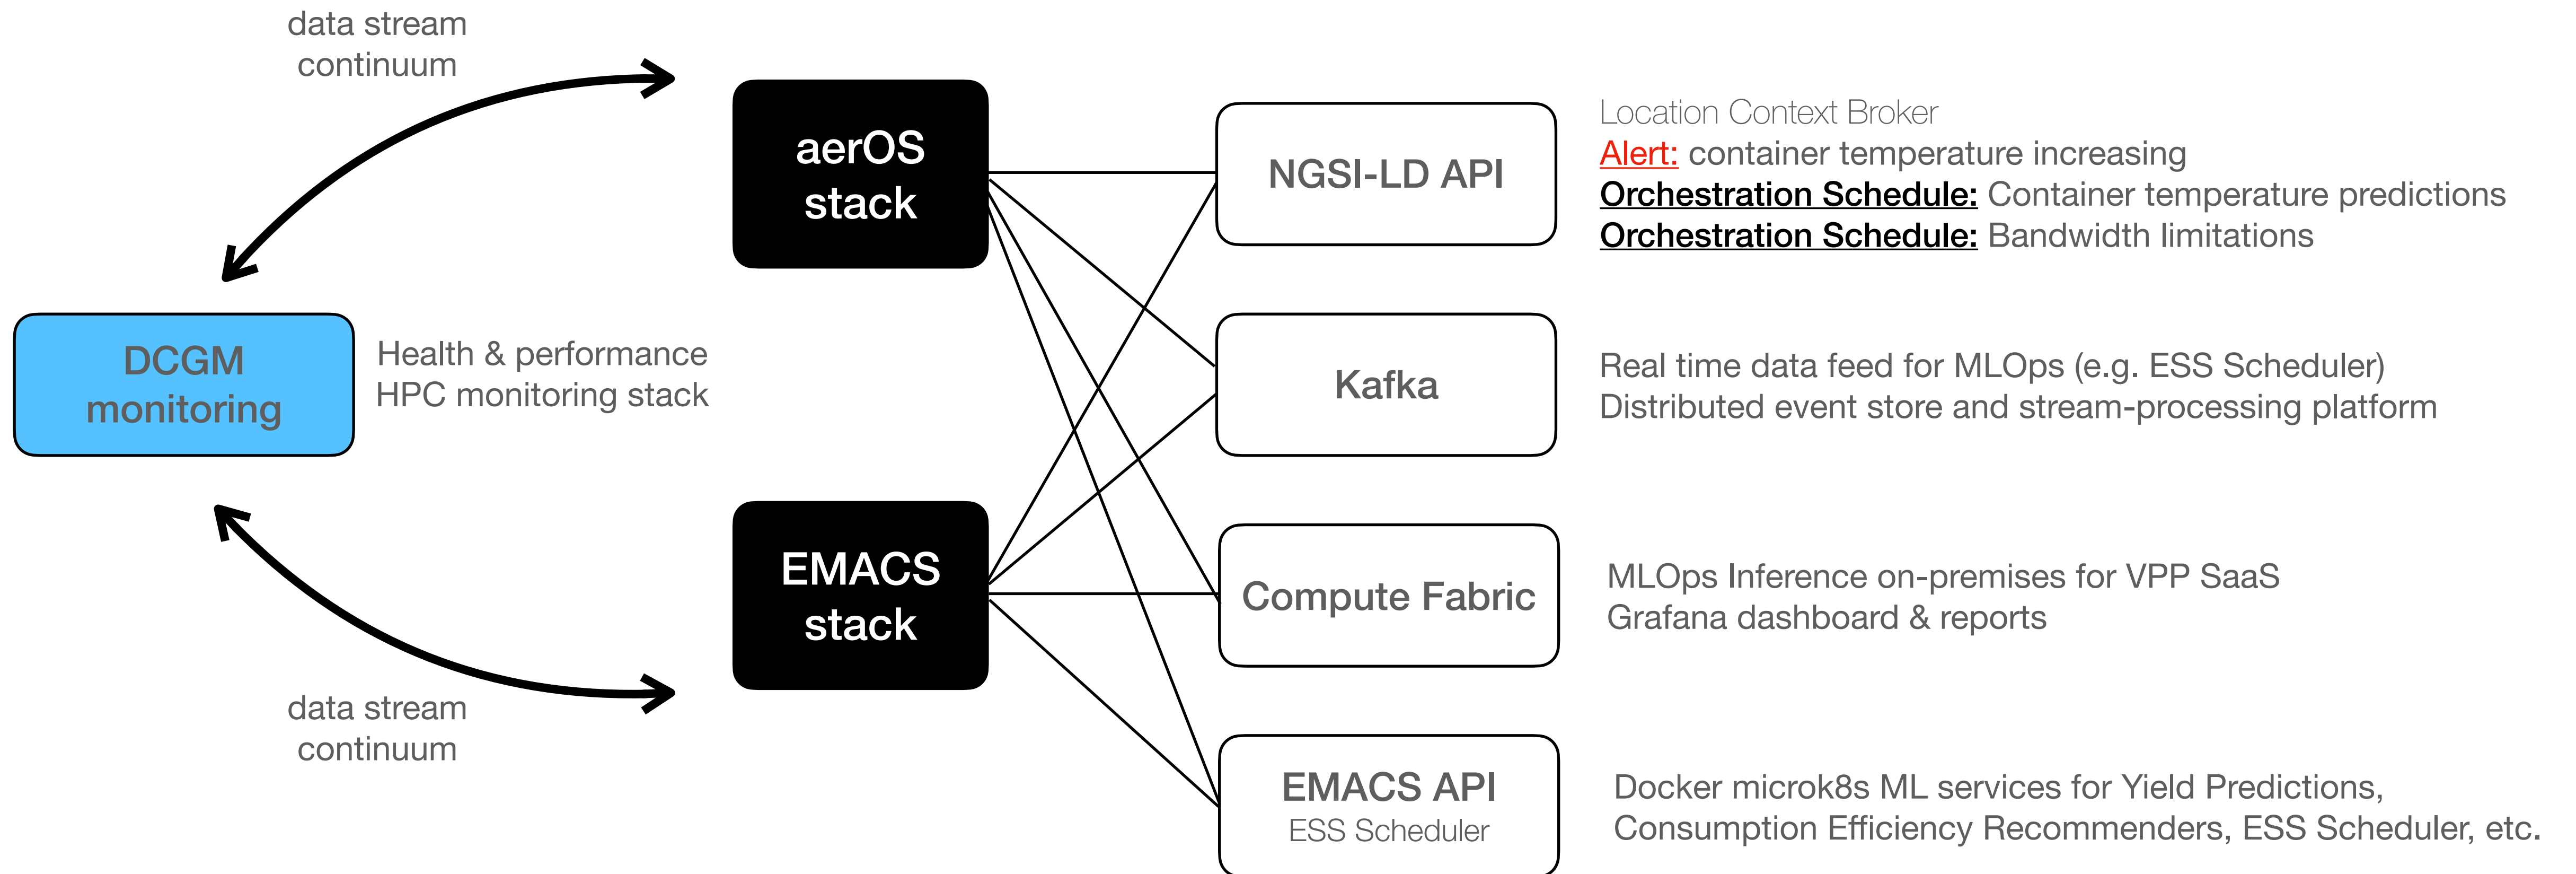 data stream
continuum
aerOS
stack
NGSI-LD API
Location Context Broker
Alert: container temperature increasing
Orchestration Schedule: Container temperature predictions
Orchestration Schedule: Bandwidth limitations
DCGM
monitoring
Health & performance
HPC monitoring stack
Kafka
Real time data feed for MLOps (e.g. ESS Scheduler)
Distributed event store and stream-processing platform
EMACS
stack
Compute Fabric
MLOps Inference on-premises for VPP SaaS
Grafana dashboard & reports
data stream
continuum
EMACS API
ESS Scheduler
Docker microk8s ML services for Yield Predictions,
Consumption Efficiency Recommenders, ESS Scheduler, etc.